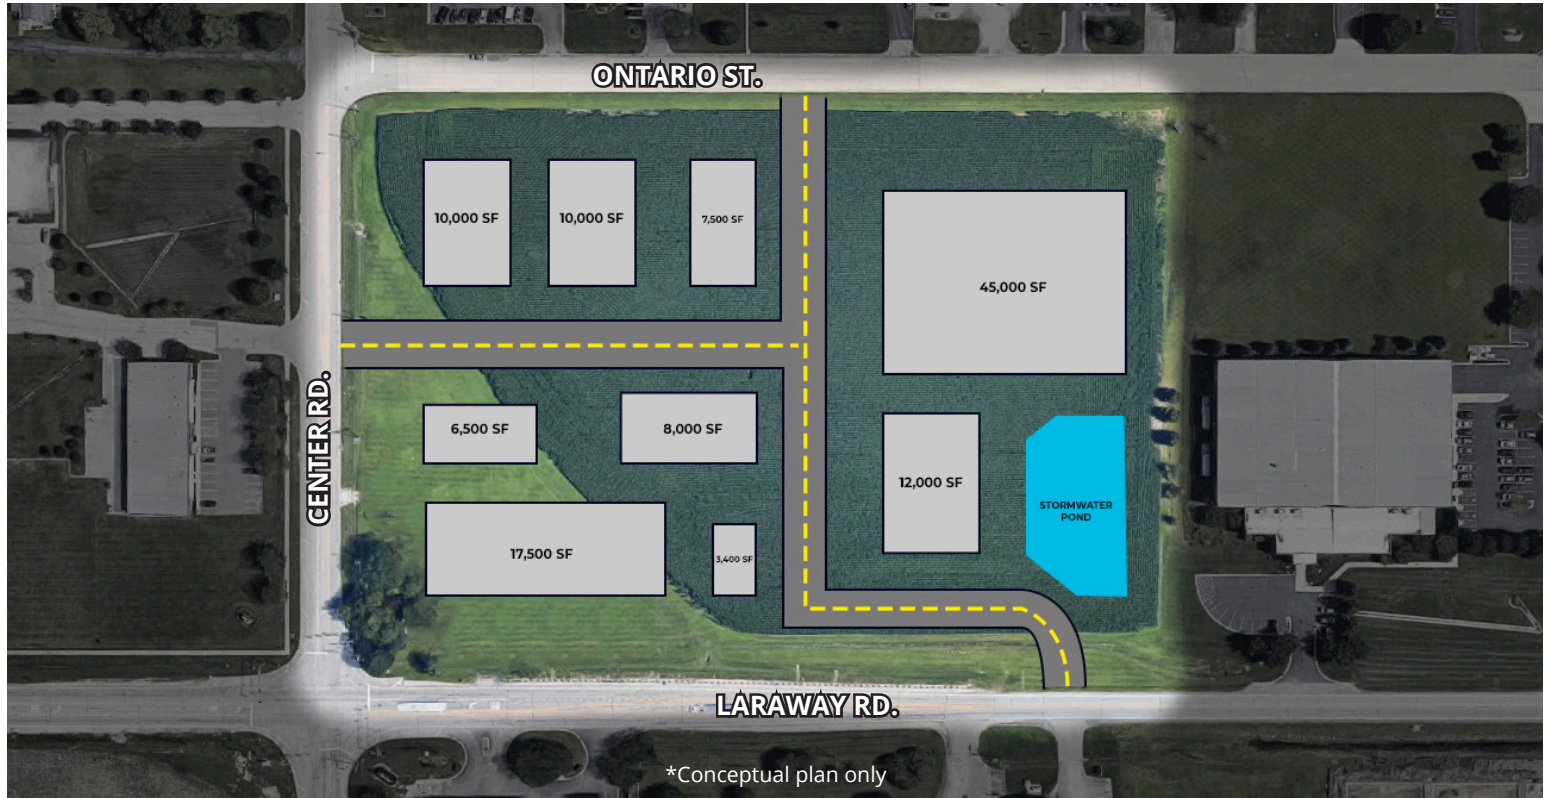 ONTARIO ST.
10,000 SF
10,000 SF
7,500 SF
45,000 SF
CENTER RD.
6,500 SF
8,000 SF
12,000 SF
STORMWATER
POND
17,500 SF
3,400 SF
LARAWAY RD.
*Conceptual plan only